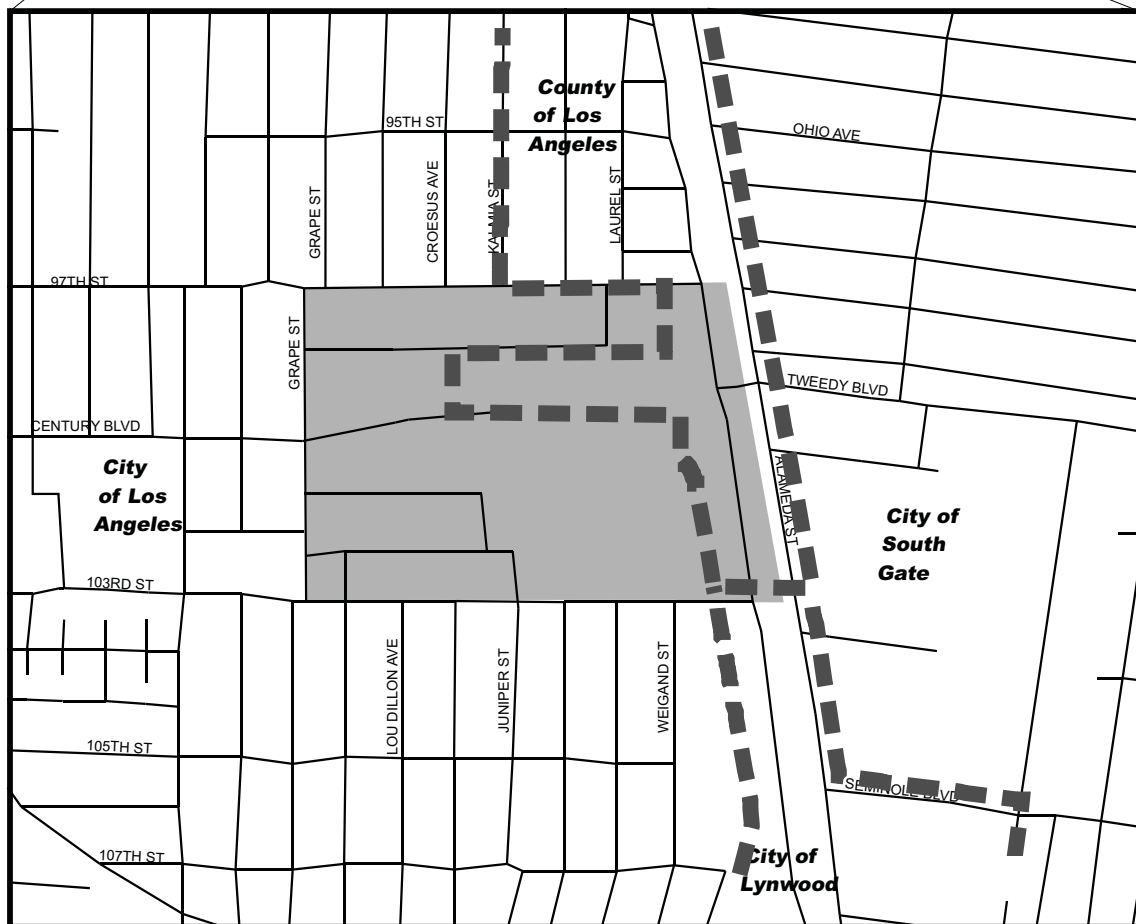 County
of Los
Angeles
95TH ST
OHIO AVE
GRAPE ST
CROESUS AVE
KALMIA ST
LAUREL ST
97TH ST
GRAPE ST
TWEEDY BLVD
CENTURY BLVD
City
of Los
Angeles
ALAMEDA ST
City of
South
Gate
103RD ST
LOU DILLON AVE
JUNIPER ST
WEIGAND ST
105TH ST
SEMINOLE BLVD
107TH ST
City of
Lynwood